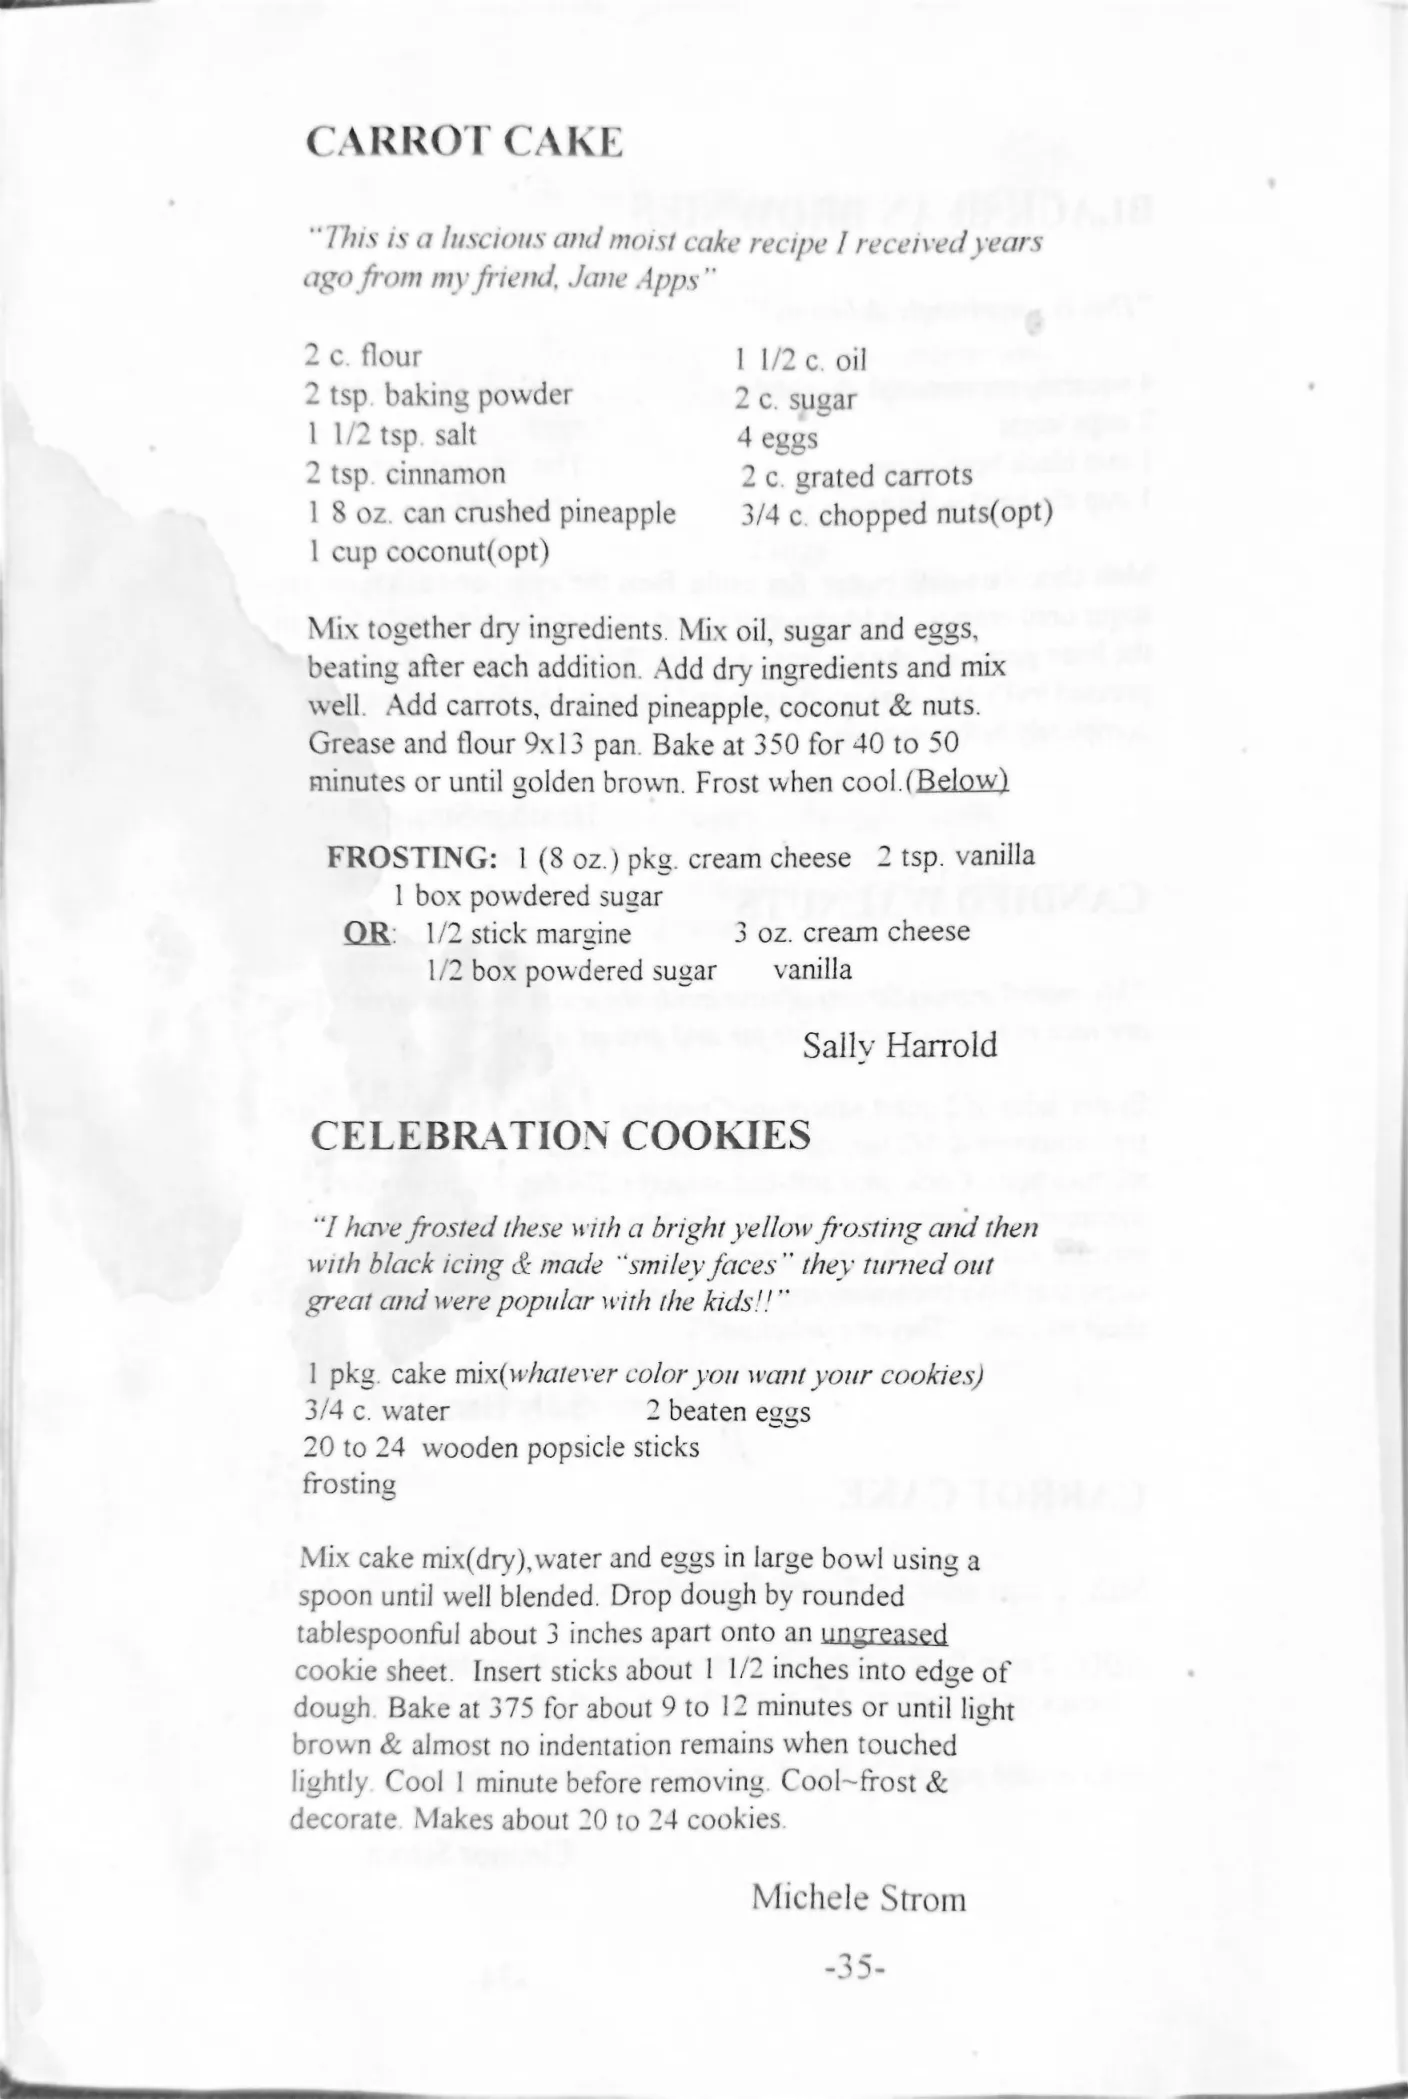 CARROT CAKE
"This is a luscious and moist cake recipe I received years
ago from my friend, Jane Apps"
2 c. flour 1 1/2 c. oil
2 tsp. baking powder 2 c. sugar
1 1/2 tsp. salt 4 eggs
2 tsp. cinnamon 2 c. grated carrots
1 8 oz. can crushed pineapple 3/4 c. chopped nuts(opt)
1 cup coconut(opt)
Mix together dry ingredients. Mix oil, sugar and eggs,
beating after each addition. Add dry ingredients and mix
well. Add carrots, drained pineapple, coconut & nuts.
Grease and flour 9x13 pan. Bake at 350 for 40 to 50
minutes or until golden brown. Frost when cool.(Below)
FROSTING: 1 (8 oz.) pkg. cream cheese 2 tsp. vanilla
1 box powdered sugar
OR: 1/2 stick margine 3 oz. cream cheese
1/2 box powdered sugar vanilla
Sally Harrold
CELEBRATION COOKIES
"I have frosted these with a bright yellow frosting and then
with black icing & made "smiley faces" they turned out
great and were popular with the kids!!"
1 pkg. cake mix(whatever color you want your cookies)
3/4 c. water 2 beaten eggs
20 to 24 wooden popsicle sticks
frosting
Mix cake mix(dry),water and eggs in large bowl using a
spoon until well blended. Drop dough by rounded
tablespoonful about 3 inches apart onto an ungreased
cookie sheet. Insert sticks about 1 1/2 inches into edge of
dough. Bake at 375 for about 9 to 12 minutes or until light
brown & almost no indentation remains when touched
lightly. Cool 1 minute before removing. Cool~frost &
decorate. Makes about 20 to 24 cookies.
Michele Strom
-35-